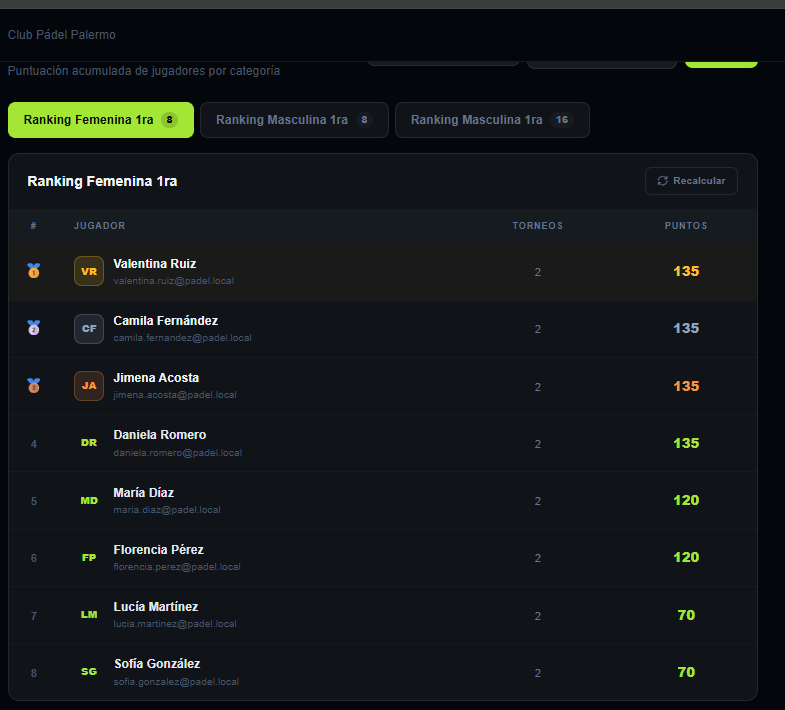 Club Pádel Palermo
Puntuación acumulada de jugadores por categoría
Ranking Femenina 1ra 8 Ranking Masculina 1ra 8 Ranking Masculina 1ra 16
Ranking Femenina 1ra Recalcular
# JUGADOR TORNEOS PUNTOS
1 VR Valentina Ruiz 2 135
valentina.ruiz@padel.local
2 CF Camila Fernández 2 135
camila.fernandez@padel.local
3 JA Jimena Acosta 2 135
jimena.acosta@padel.local
4 DR Daniela Romero 2 135
daniela.romero@padel.local
5 MD María Díaz 2 120
maria.diaz@padel.local
6 FP Florencia Pérez 2 120
florencia.perez@padel.local
7 LM Lucía Martínez 2 70
lucia.martinez@padel.local
8 SG Sofía González 2 70
sofia.gonzalez@padel.local